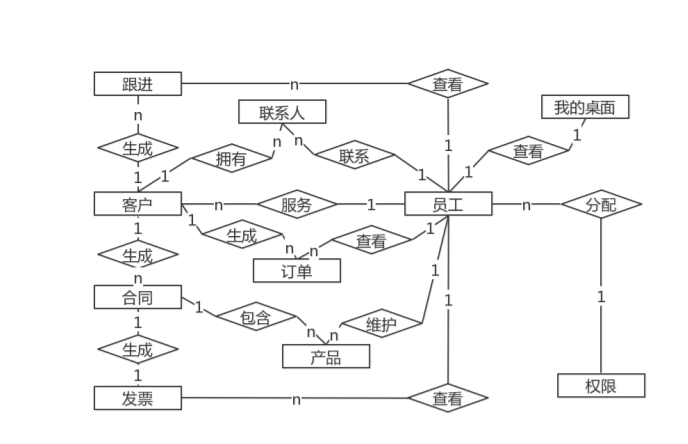 跟进
n
查看
联系人
我的桌面
n
n
n
1
生成
拥有
联系
1
查看
1
1
1
1
1
客户
n
服务
1
员工
n
分配
1
1
生成
查看
1
生成
n
n
订单
1
n
合同
1
包含
1
1
1
n
n
维护
生成
产品
1
权限
发票
n
查看